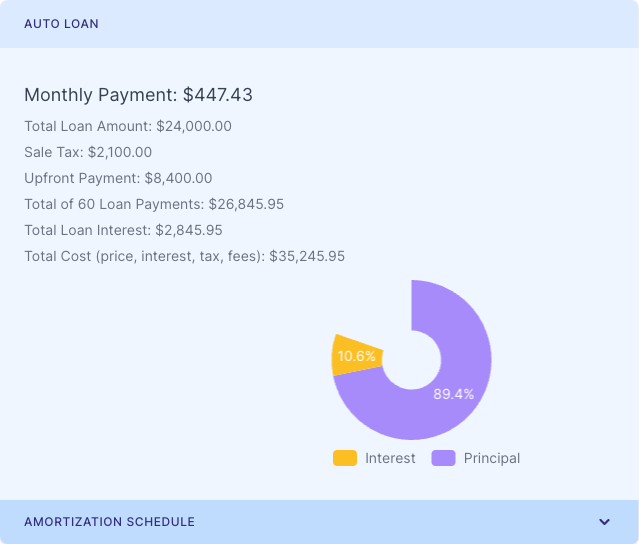 AUTO LOAN
Monthly Payment: $447.43
Total Loan Amount: $24,000.00
Sale Tax: $2,100.00
Upfront Payment: $8,400.00
Total of 60 Loan Payments: $26,845.95
Total Loan Interest: $2,845.95
Total Cost (price, interest, tax, fees): $35,245.95
10.6%
89.4%
Interest Principal
AMORTIZATION SCHEDULE